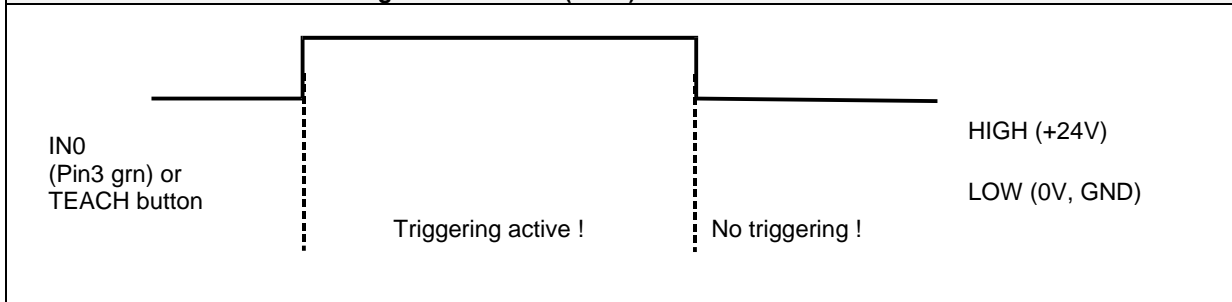 IN0
(Pin3 grn) or
TEACH button
HIGH (+24V)
LOW (0V, GND)
Triggering active !
No triggering !